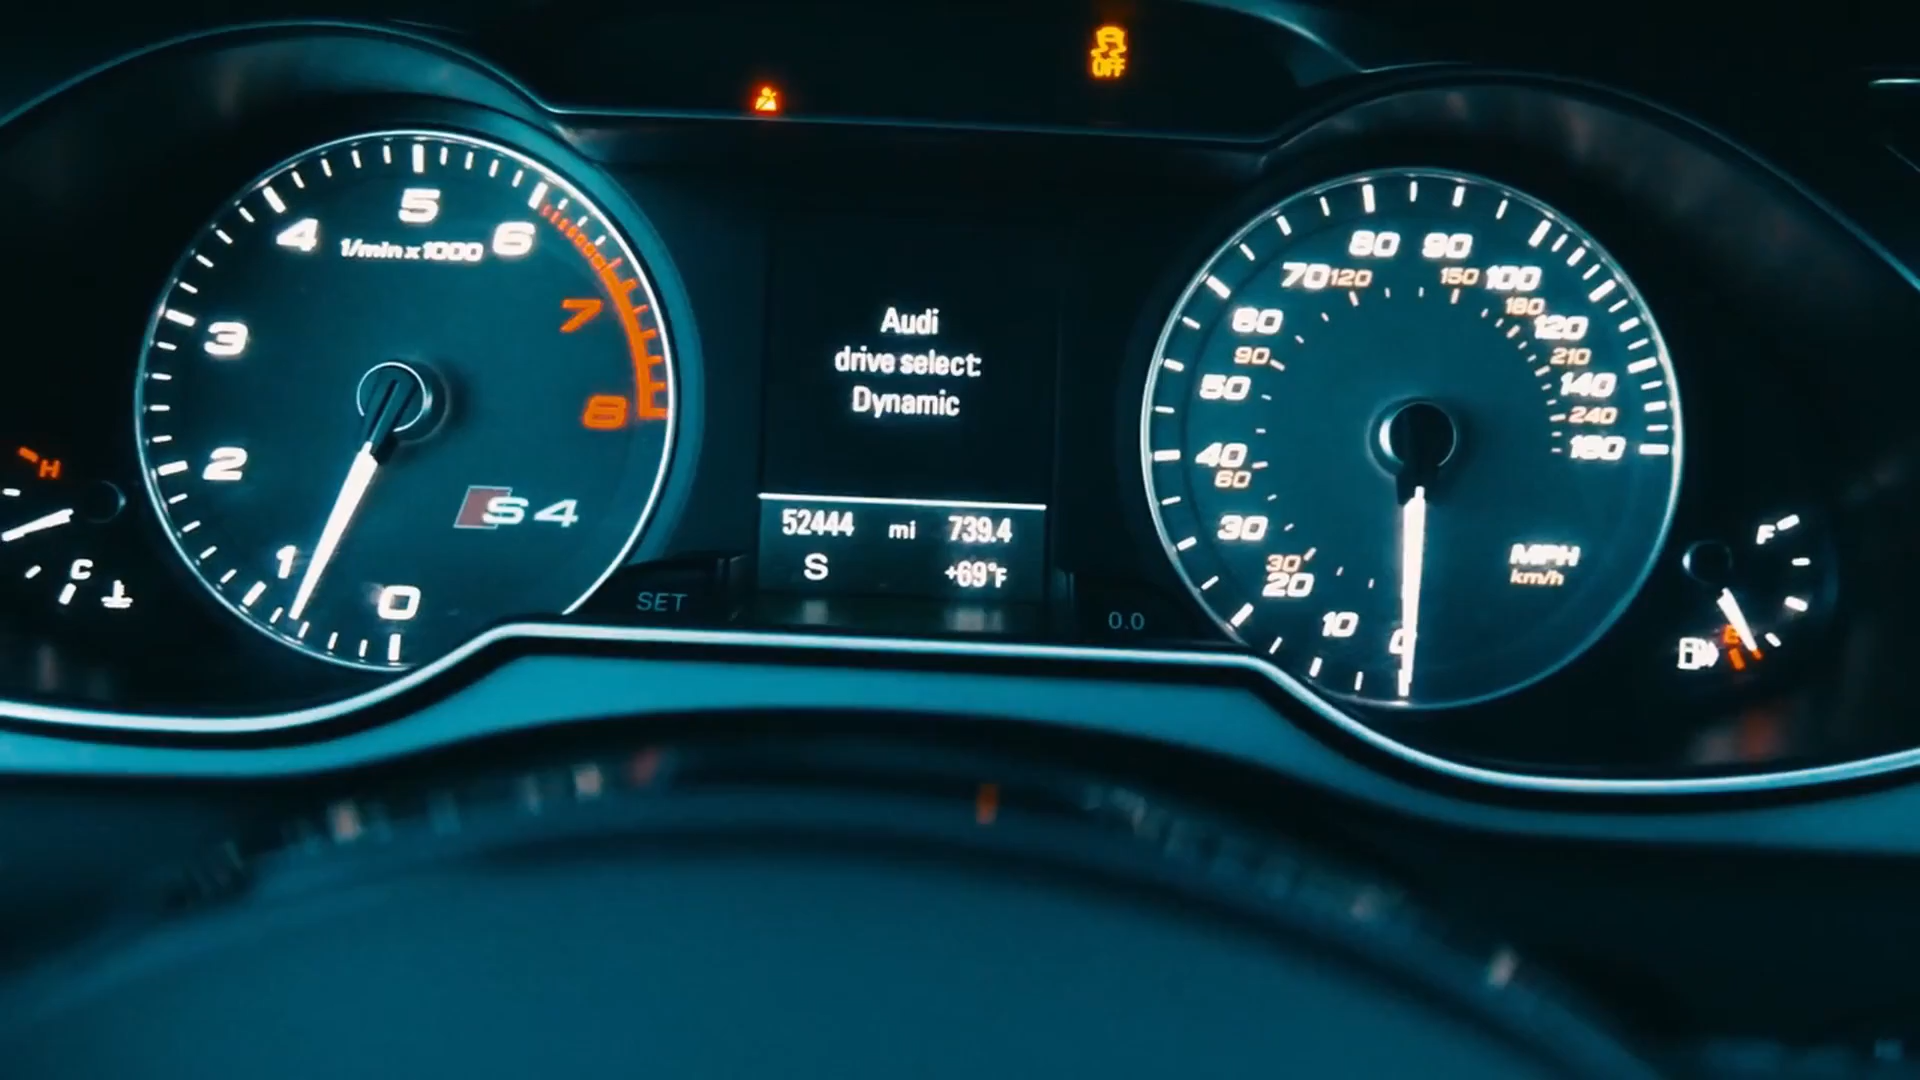 OFF
5
4
6
1/min x 1000
7
3
8
2
S4
1
0
H
C
Audi
drive select:
Dynamic
52444 mi 739.4
S +69°F
SET
0.0
80 90
70 120 150 100
180
60 120
90 210
50 140
240
40 160
60
30
MPH
km/h
30
20
10
0
F